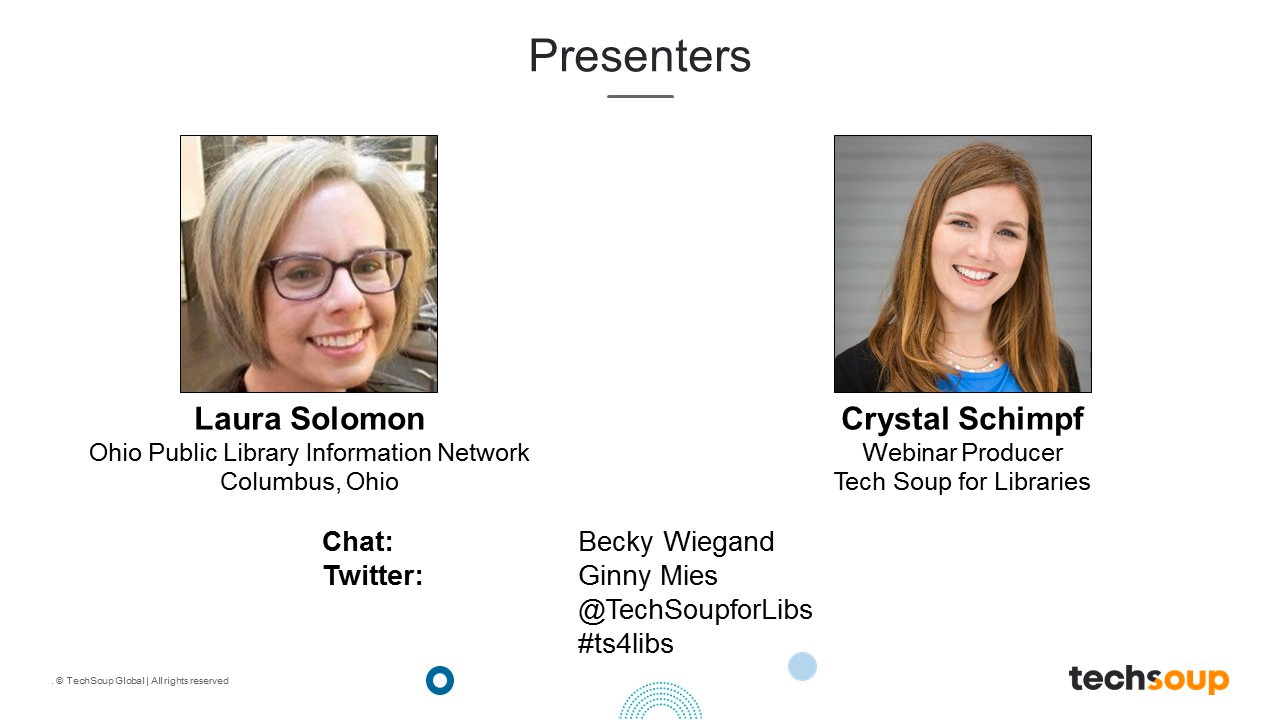 Presenters
Laura Solomon
Ohio Public Library Information Network
Columbus, Ohio
Crystal Schimpf
Webinar Producer
Tech Soup for Libraries
Chat: Becky Wiegand
Twitter: Ginny Mies
@TechSoupforLibs
#ts4libs
. © TechSoup Global | All rights reserved
techsoup